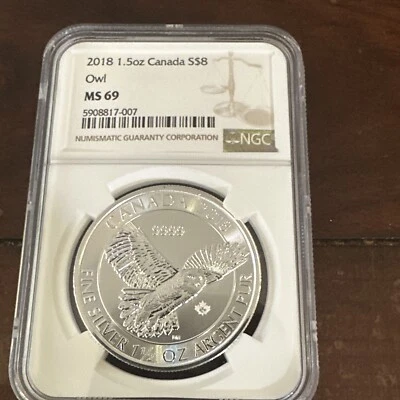 2018 1.5oz Canada S$8
Owl
MS 69
5908817-007
NUMISMATIC GUARANTY CORPORATION
NGC
CANADA 2018
9999
FINE SILVER 1½ OZ ARGENT PUR